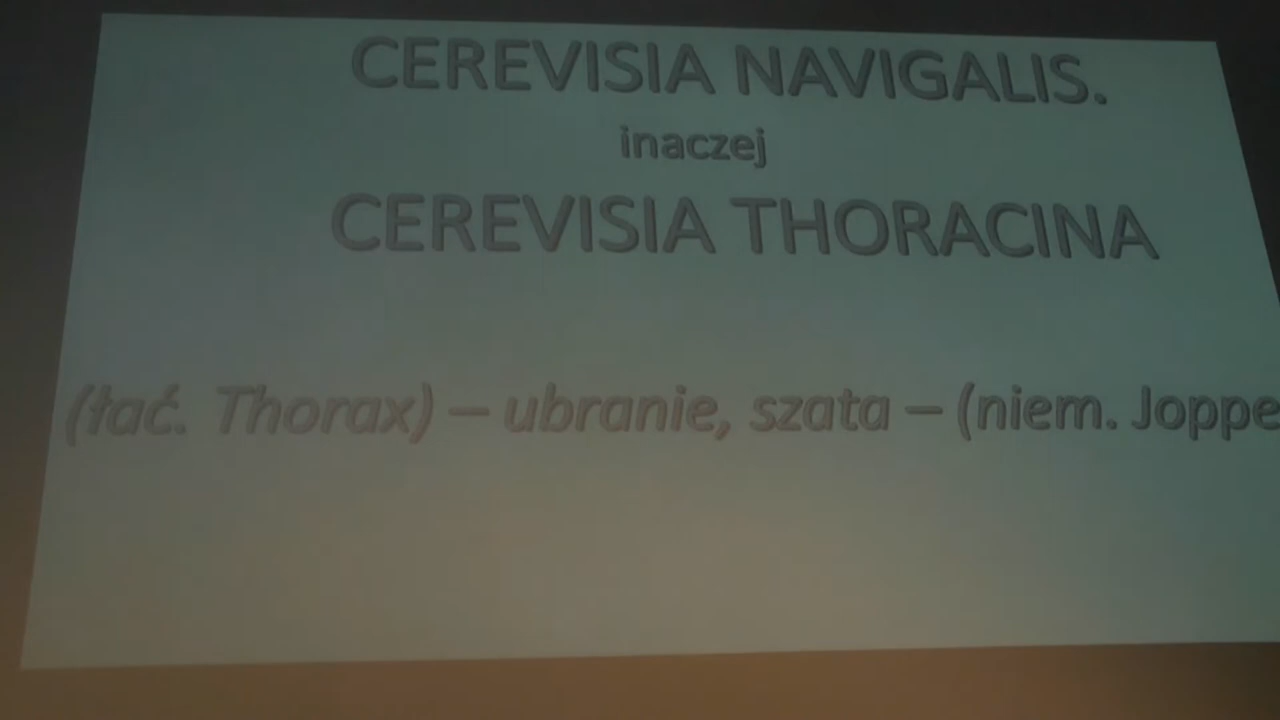 CEREVISIA NAVIGALIS.
inaczej
CEREVISIA THORACINA
(łać. Thorax) – ubranie, szata – (niem. Joppe